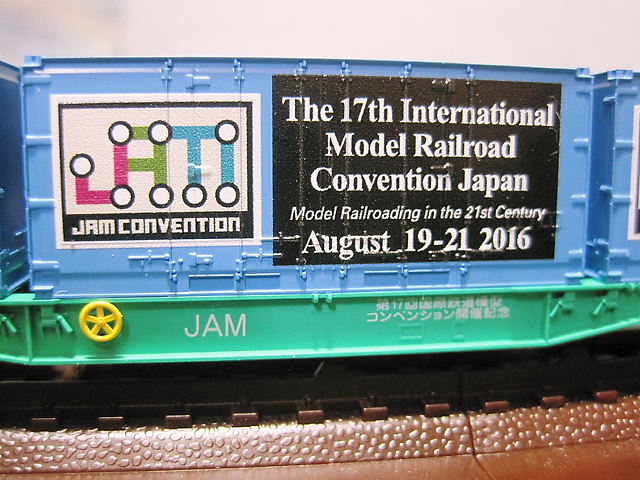 The 17th International
Model Railroad
Convention Japan
Model Railroading in the 21st Century
August 19-21 2016
JAM CONVENTION
JAM
第17回国際鉄道模型
コンベンション開催記念